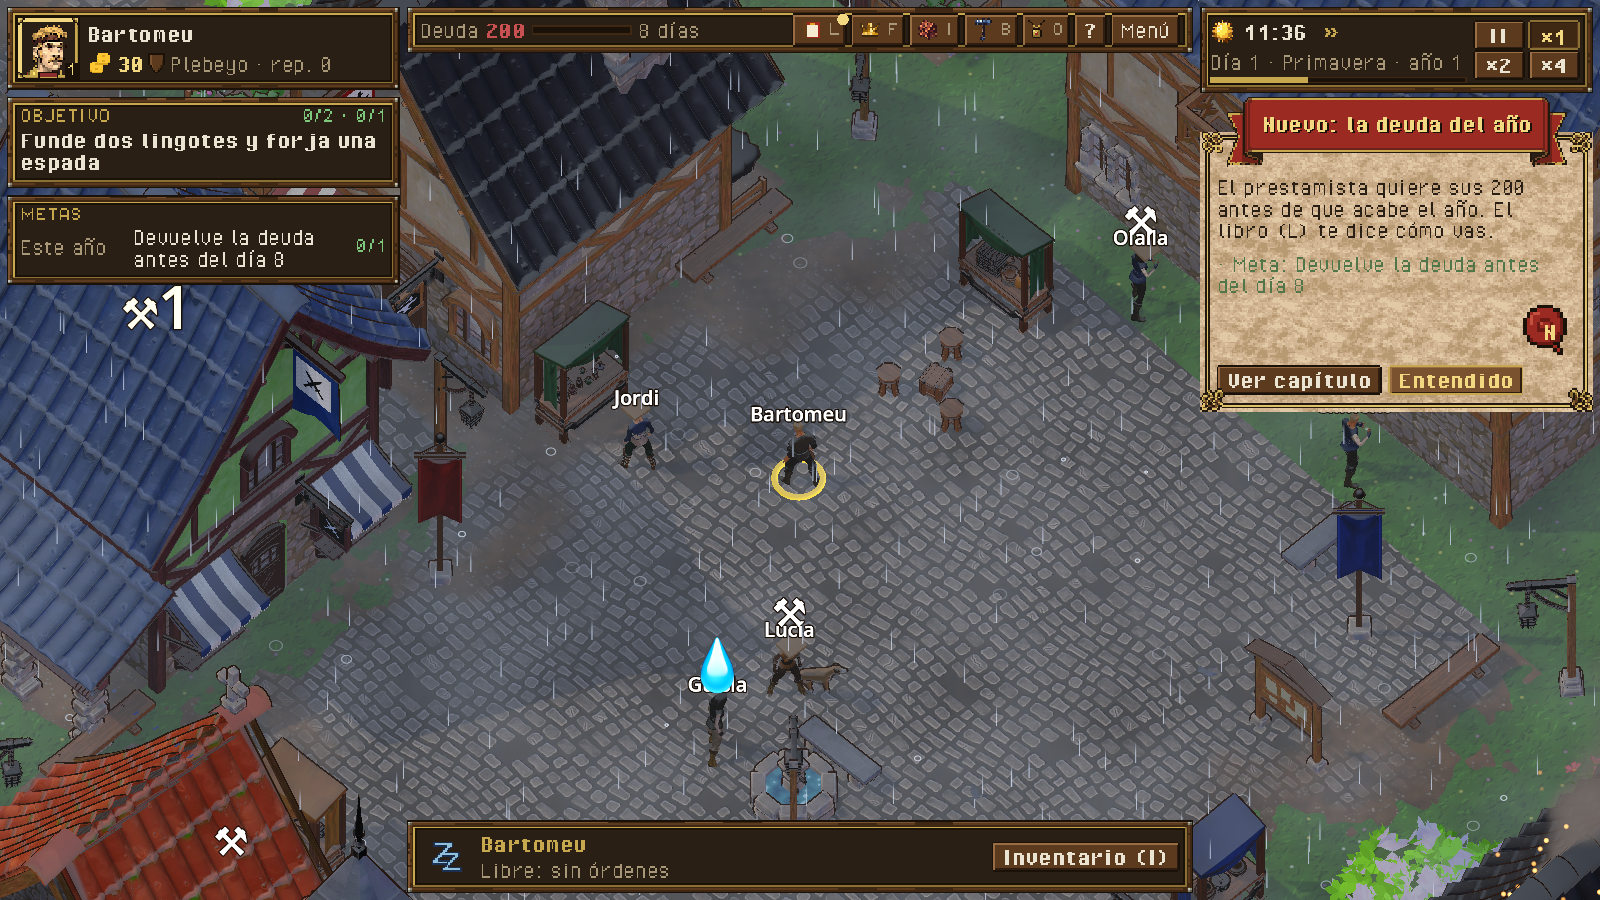 Bartomeu
30 Plebeyo · rep. 0
1
OBJETIVO 0/2 · 0/1
Funde dos lingotes y forja una
espada
METAS
Este año
Devuelve la deuda
antes del día 8
0/1
Deuda 200 8 días
L F I B O ? Menú
11:36 »
Día 1 · Primavera · año 1
x1
x2 x4
Nuevo: la deuda del año
El prestamista quiere sus 200
antes de que acabe el año. El
libro (L) te dice cómo vas.
· Meta: Devuelve la deuda antes
del día 8
N
Ver capítulo Entendido
1
Olalla
Jordi
Bartomeu
Lucía
Bartomeu
Libre: sin órdenes
Inventario (I)